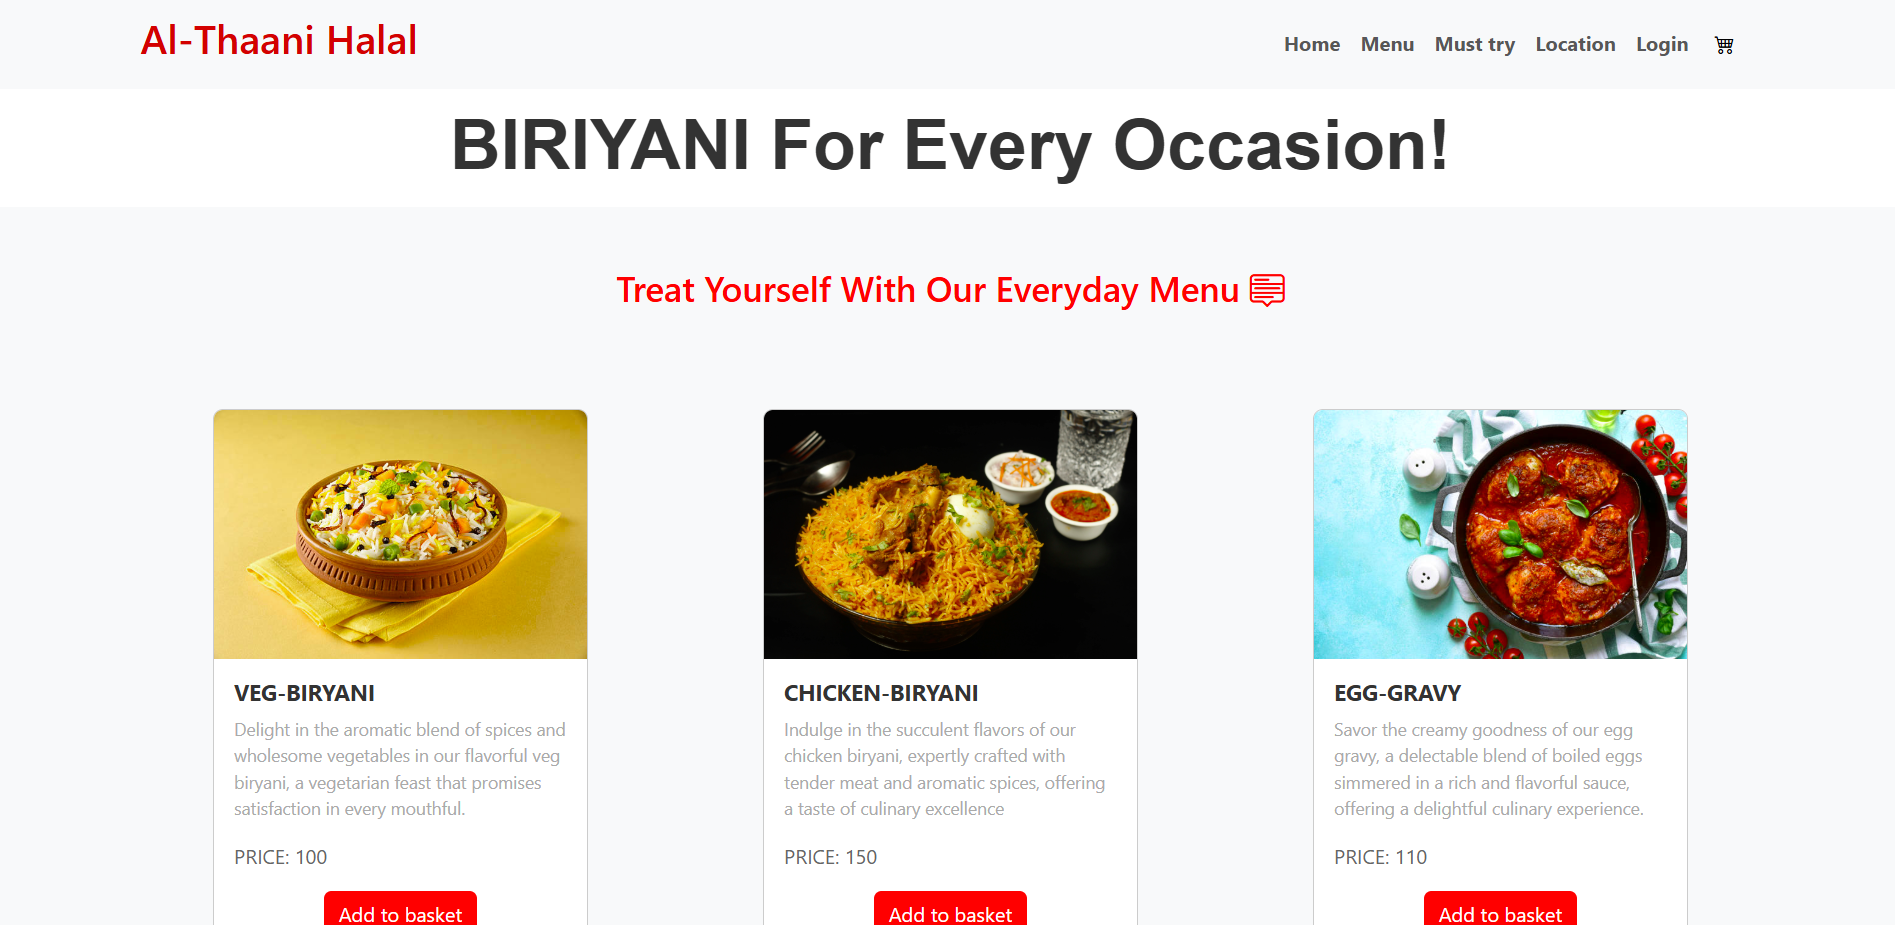 Al-Thaani Halal
Home Menu Must try Location Login
BIRIYANI For Every Occasion!
Treat Yourself With Our Everyday Menu
VEG-BIRYANI
Delight in the aromatic blend of spices and
wholesome vegetables in our flavorful veg
biryani, a vegetarian feast that promises
satisfaction in every mouthful.
PRICE: 100
Add to basket
CHICKEN-BIRYANI
Indulge in the succulent flavors of our
chicken biryani, expertly crafted with
tender meat and aromatic spices, offering
a taste of culinary excellence
PRICE: 150
Add to basket
EGG-GRAVY
Savor the creamy goodness of our egg
gravy, a delectable blend of boiled eggs
simmered in a rich and flavorful sauce,
offering a delightful culinary experience.
PRICE: 110
Add to basket